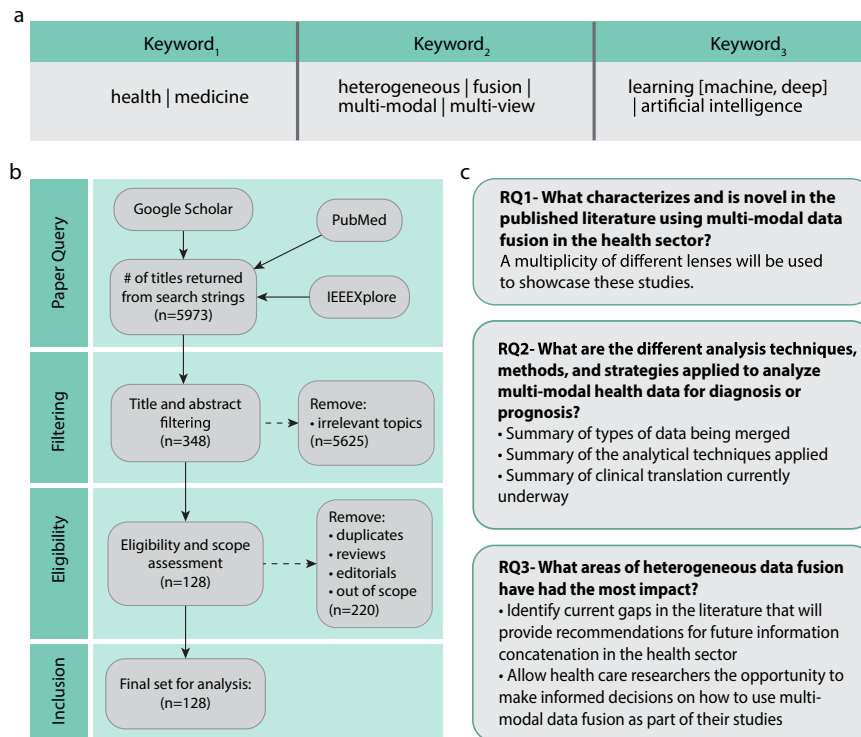 a
Keyword1
Keyword2
Keyword3
health | medicine
heterogeneous | fusion |
multi-modal | multi-view
learning [machine, deep]
| artificial intelligence
b
Paper Query
Google Scholar
PubMed
# of titles returned
from search strings
(n=5973)
IEEEXplore
Filtering
Title and abstract
filtering
(n=348)
Remove:
• irrelevant topics
(n=5625)
Eligibility
Eligibility and scope
assessment
(n=128)
Remove:
• duplicates
• reviews
• editorials
• out of scope
(n=220)
Inclusion
Final set for analysis:
(n=128)
c
RQ1- What characterizes and is novel in the
published literature using multi-modal data
fusion in the health sector?
A multiplicity of different lenses will be used
to showcase these studies.
RQ2- What are the different analysis techniques,
methods, and strategies applied to analyze
multi-modal health data for diagnosis or
prognosis?
• Summary of types of data being merged
• Summary of the analytical techniques applied
• Summary of clinical translation currently
underway
RQ3- What areas of heterogeneous data fusion
have had the most impact?
• Identify current gaps in the literature that will
provide recommendations for future information
concatenation in the health sector
• Allow health care researchers the opportunity to
make informed decisions on how to use multi-
modal data fusion as part of their studies